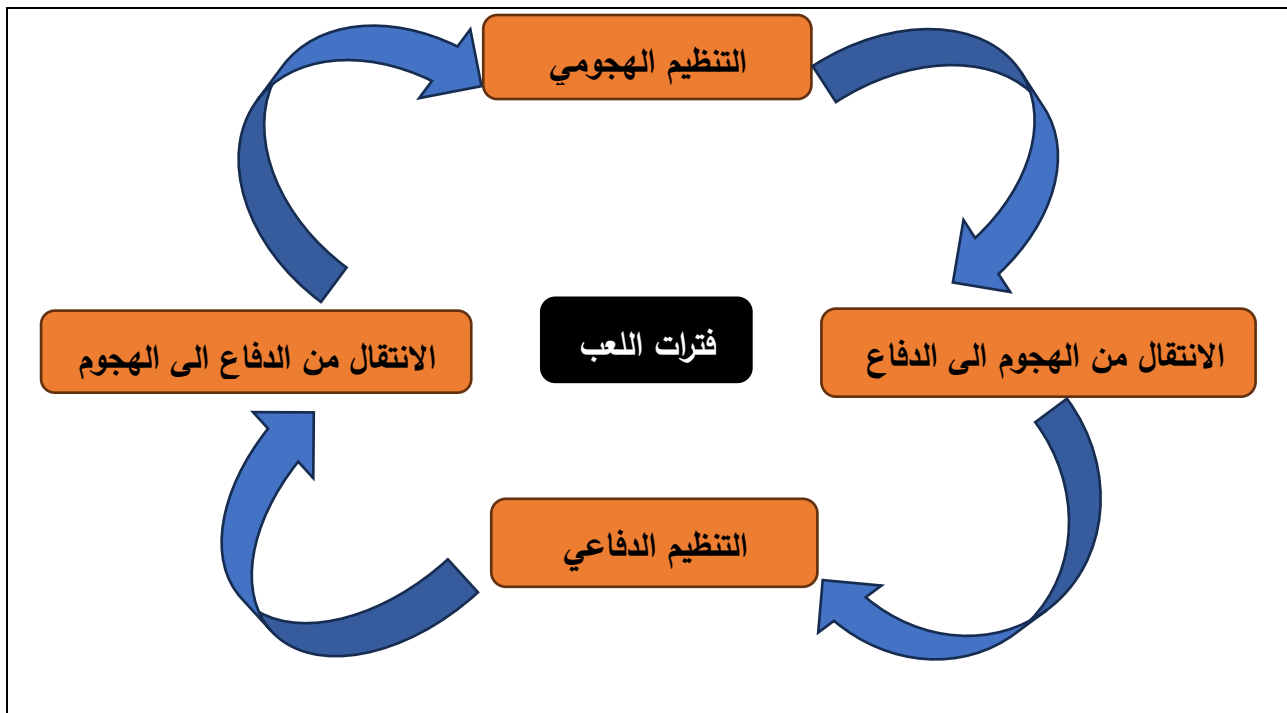 التنظيم الهجومي
الانتقال من الهجوم الى الدفاع
فترات اللعب
الانتقال من الدفاع الى الهجوم
التنظيم الدفاعي